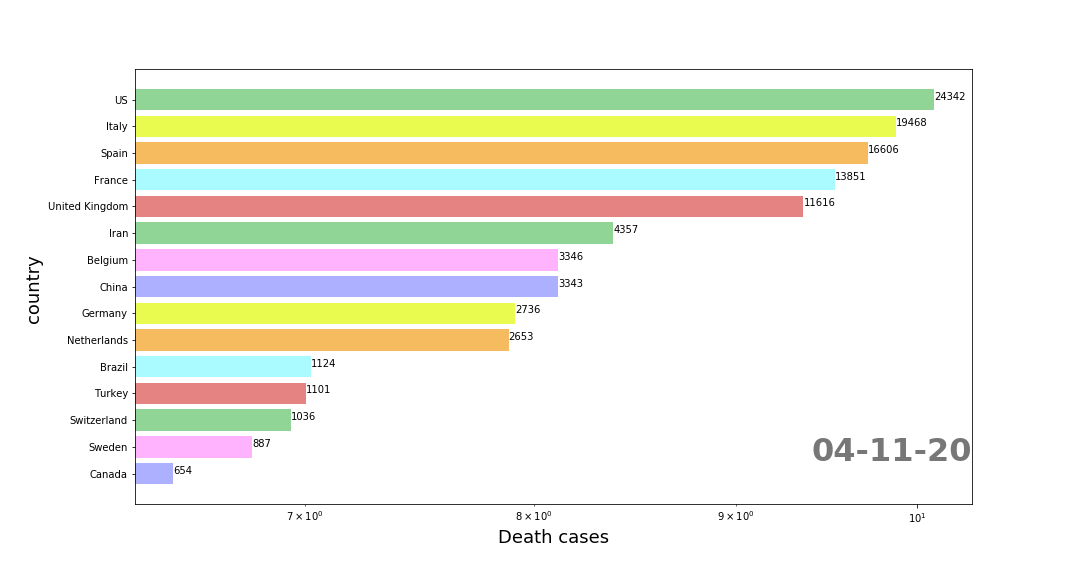 US 24342
Italy 19468
Spain 16606
France 13851
United Kingdom 11616
Iran 4357
Belgium 3346
China 3343
Germany 2736
Netherlands 2653
Brazil 1124
Turkey 1101
Switzerland 1036
Sweden 887
04-11-20
Canada 654
country
7 × 10⁰ 8 × 10⁰ 9 × 10⁰ 10¹
Death cases